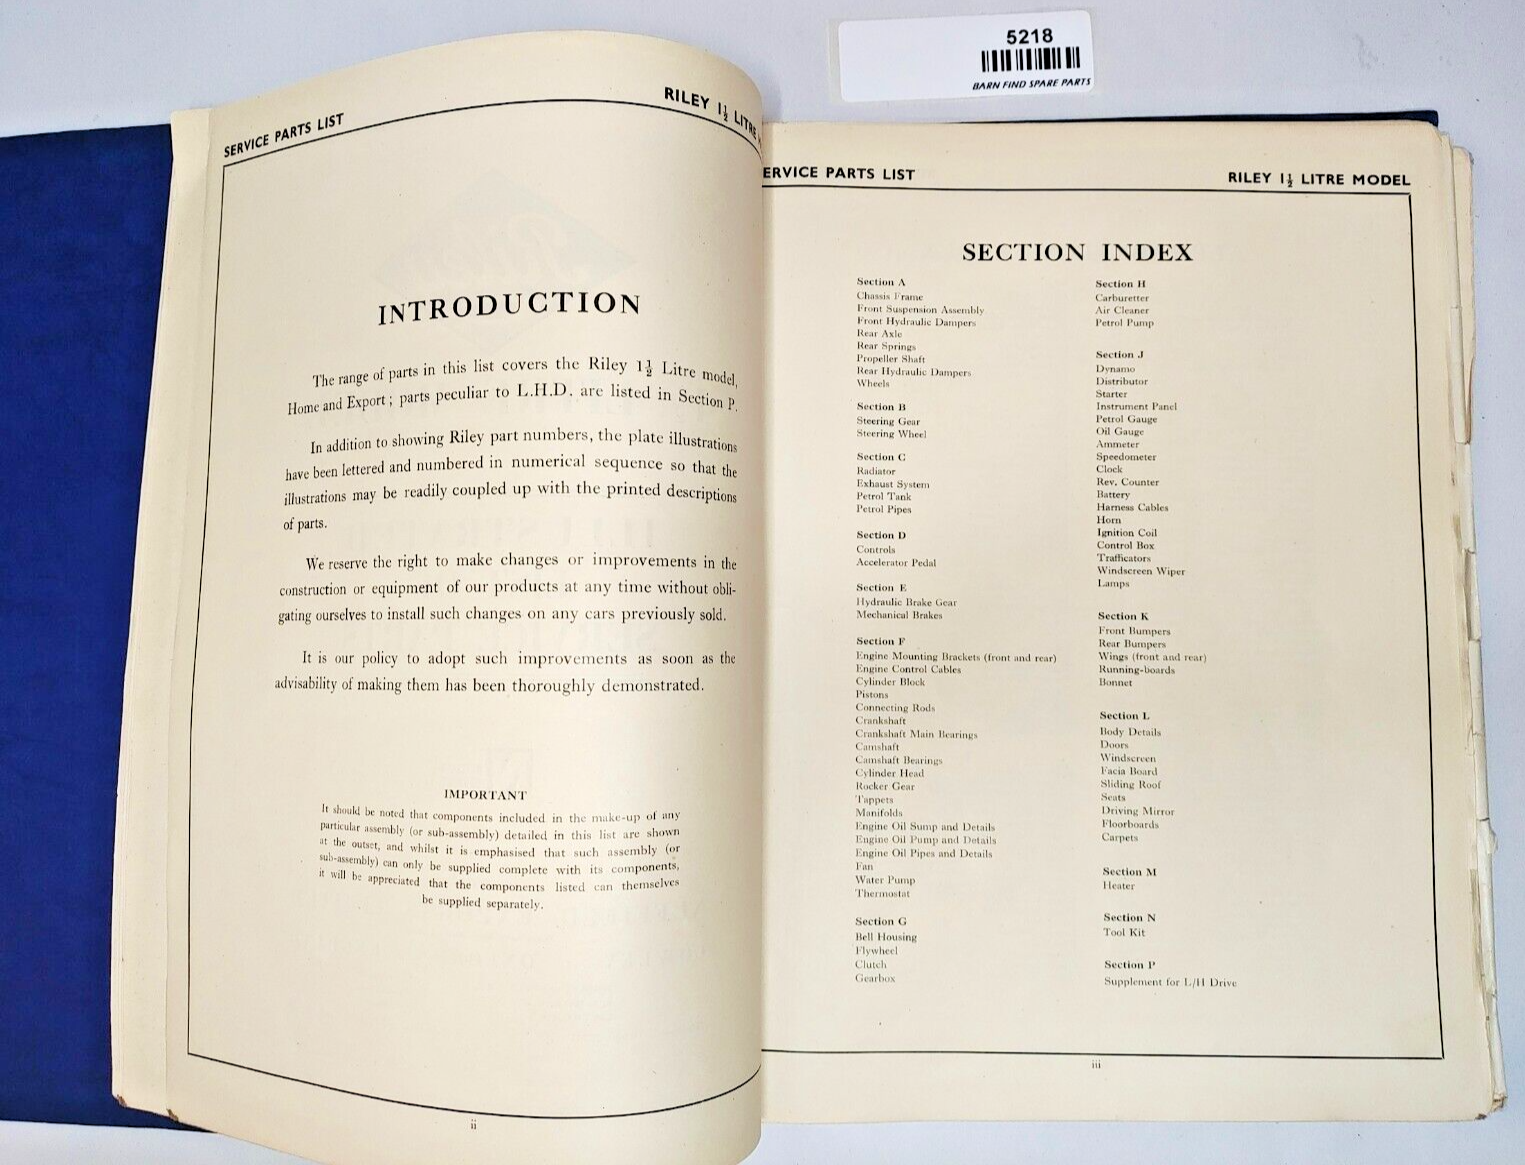 5218
BARN FIND SPARE PARTS
SERVICE PARTS LIST
RILEY 1½ LITRE
INTRODUCTION
The range of parts in this list covers the Riley 1½ Litre model,
Home and Export; parts peculiar to L.H.D. are listed in Section P.
In addition to showing Riley part numbers, the plate illustrations
have been lettered and numbered in numerical sequence so that the
illustrations may be readily coupled up with the printed descriptions
of parts.
We reserve the right to make changes or improvements in the
construction or equipment of our products at any time without obli-
gating ourselves to install such changes on any cars previously sold.
It is our policy to adopt such improvements as soon as the
advisability of making them has been thoroughly demonstrated.
IMPORTANT
It should be noted that components included in the make-up of any
particular assembly (or sub-assembly) detailed in this list are shown
at the outset, and whilst it is emphasised that such assembly (or
sub-assembly) can only be supplied complete with its components,
it will be appreciated that the components listed can themselves
be supplied separately.
ii
ERVICE PARTS LIST
RILEY 1½ LITRE MODEL
SECTION INDEX
Section A
Chassis Frame
Front Suspension Assembly
Front Hydraulic Dampers
Rear Axle
Rear Springs
Propeller Shaft
Rear Hydraulic Dampers
Wheels
Section B
Steering Gear
Steering Wheel
Section C
Radiator
Exhaust System
Petrol Tank
Petrol Pipes
Section D
Controls
Accelerator Pedal
Section E
Hydraulic Brake Gear
Mechanical Brakes
Section F
Engine Mounting Brackets (front and rear)
Engine Control Cables
Cylinder Block
Pistons
Connecting Rods
Crankshaft
Crankshaft Main Bearings
Camshaft
Camshaft Bearings
Cylinder Head
Rocker Gear
Tappets
Manifolds
Engine Oil Sump and Details
Engine Oil Pump and Details
Engine Oil Pipes and Details
Fan
Water Pump
Thermostat
Section G
Bell Housing
Flywheel
Clutch
Gearbox
Section H
Carburetter
Air Cleaner
Petrol Pump
Section J
Dynamo
Distributor
Starter
Instrument Panel
Petrol Gauge
Oil Gauge
Ammeter
Speedometer
Clock
Rev. Counter
Battery
Harness Cables
Horn
Ignition Coil
Control Box
Trafficators
Windscreen Wiper
Lamps
Section K
Front Bumpers
Rear Bumpers
Wings (front and rear)
Running-boards
Bonnet
Section L
Body Details
Doors
Windscreen
Facia Board
Sliding Roof
Seats
Driving Mirror
Floorboards
Carpets
Section M
Heater
Section N
Tool Kit
Section P
Supplement for L/H Drive
iii